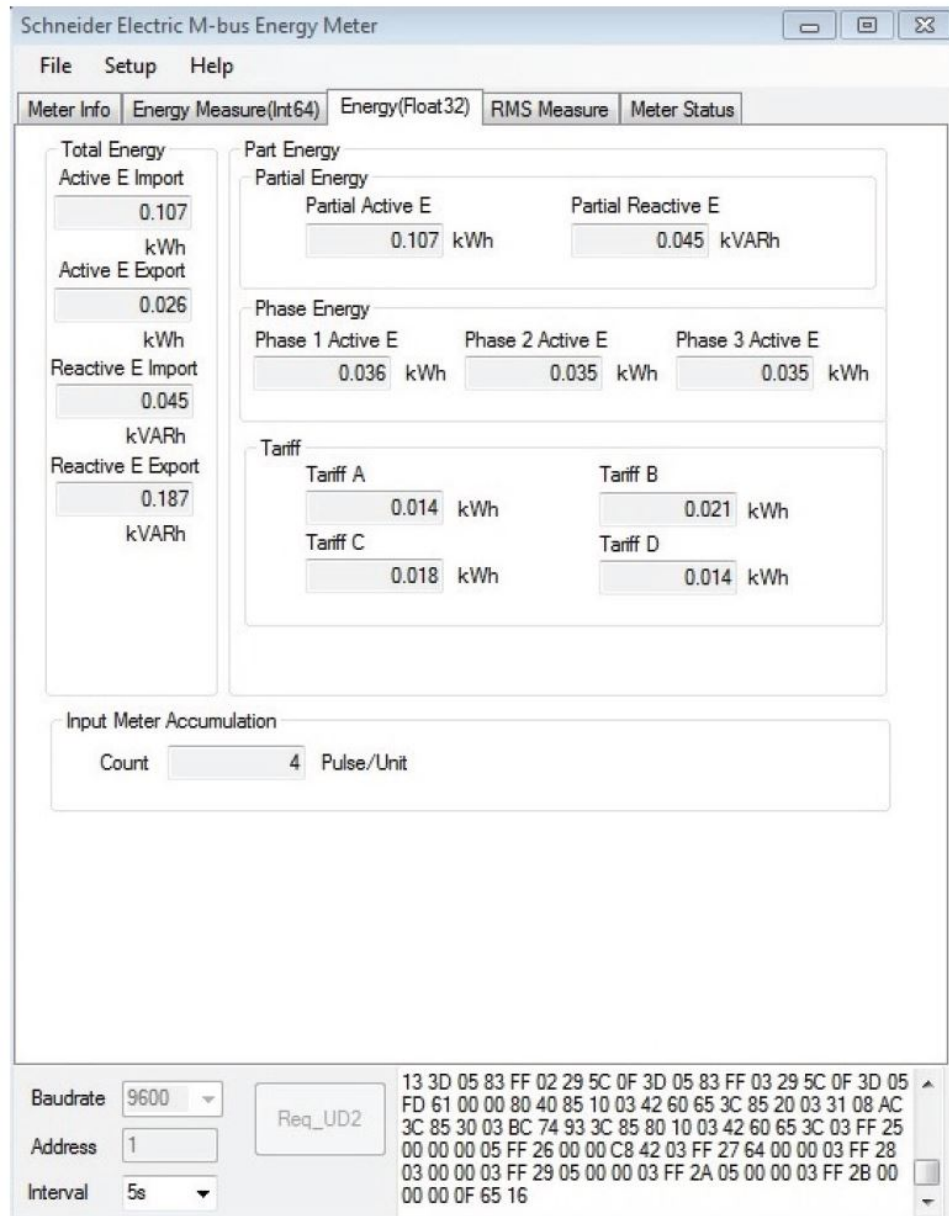 Schneider Electric M-bus Energy Meter
File Setup Help
Meter Info Energy Measure(Int64) Energy(Float32) RMS Measure Meter Status
Total Energy
Active E Import
0.107
kWh
Active E Export
0.026
kWh
Reactive E Import
0.045
kVARh
Reactive E Export
0.187
kVARh
Part Energy
Partial Energy
Partial Active E Partial Reactive E
0.107 kWh 0.045 kVARh
Phase Energy
Phase 1 Active E Phase 2 Active E Phase 3 Active E
0.036 kWh 0.035 kWh 0.035 kWh
Tariff
Tariff A Tariff B
0.014 kWh 0.021 kWh
Tariff C Tariff D
0.018 kWh 0.014 kWh
Input Meter Accumulation
Count 4 Pulse/Unit
Baudrate 9600
Address 1
Interval 5s
Req_UD2
13 3D 05 83 FF 02 29 5C 0F 3D 05 83 FF 03 29 5C 0F 3D 05
FD 61 00 00 80 40 85 10 03 42 60 65 3C 85 20 03 31 08 AC
3C 85 30 03 BC 74 93 3C 85 80 10 03 42 60 65 3C 03 FF 25
00 00 00 05 FF 26 00 00 C8 42 03 FF 27 64 00 00 03 FF 28
03 00 00 03 FF 29 05 00 00 03 FF 2A 05 00 00 03 FF 2B 00
00 00 0F 65 16